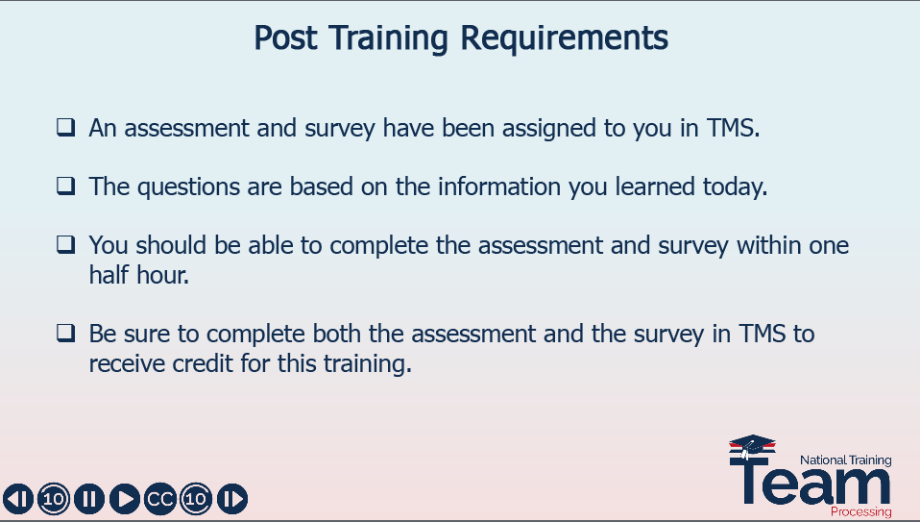 Post Training Requirements
❑ An assessment and survey have been assigned to you in TMS.
❑ The questions are based on the information you learned today.
❑ You should be able to complete the assessment and survey within one
half hour.
❑ Be sure to complete both the assessment and the survey in TMS to
receive credit for this training.
National Training
Team
Processing
10 CC 10